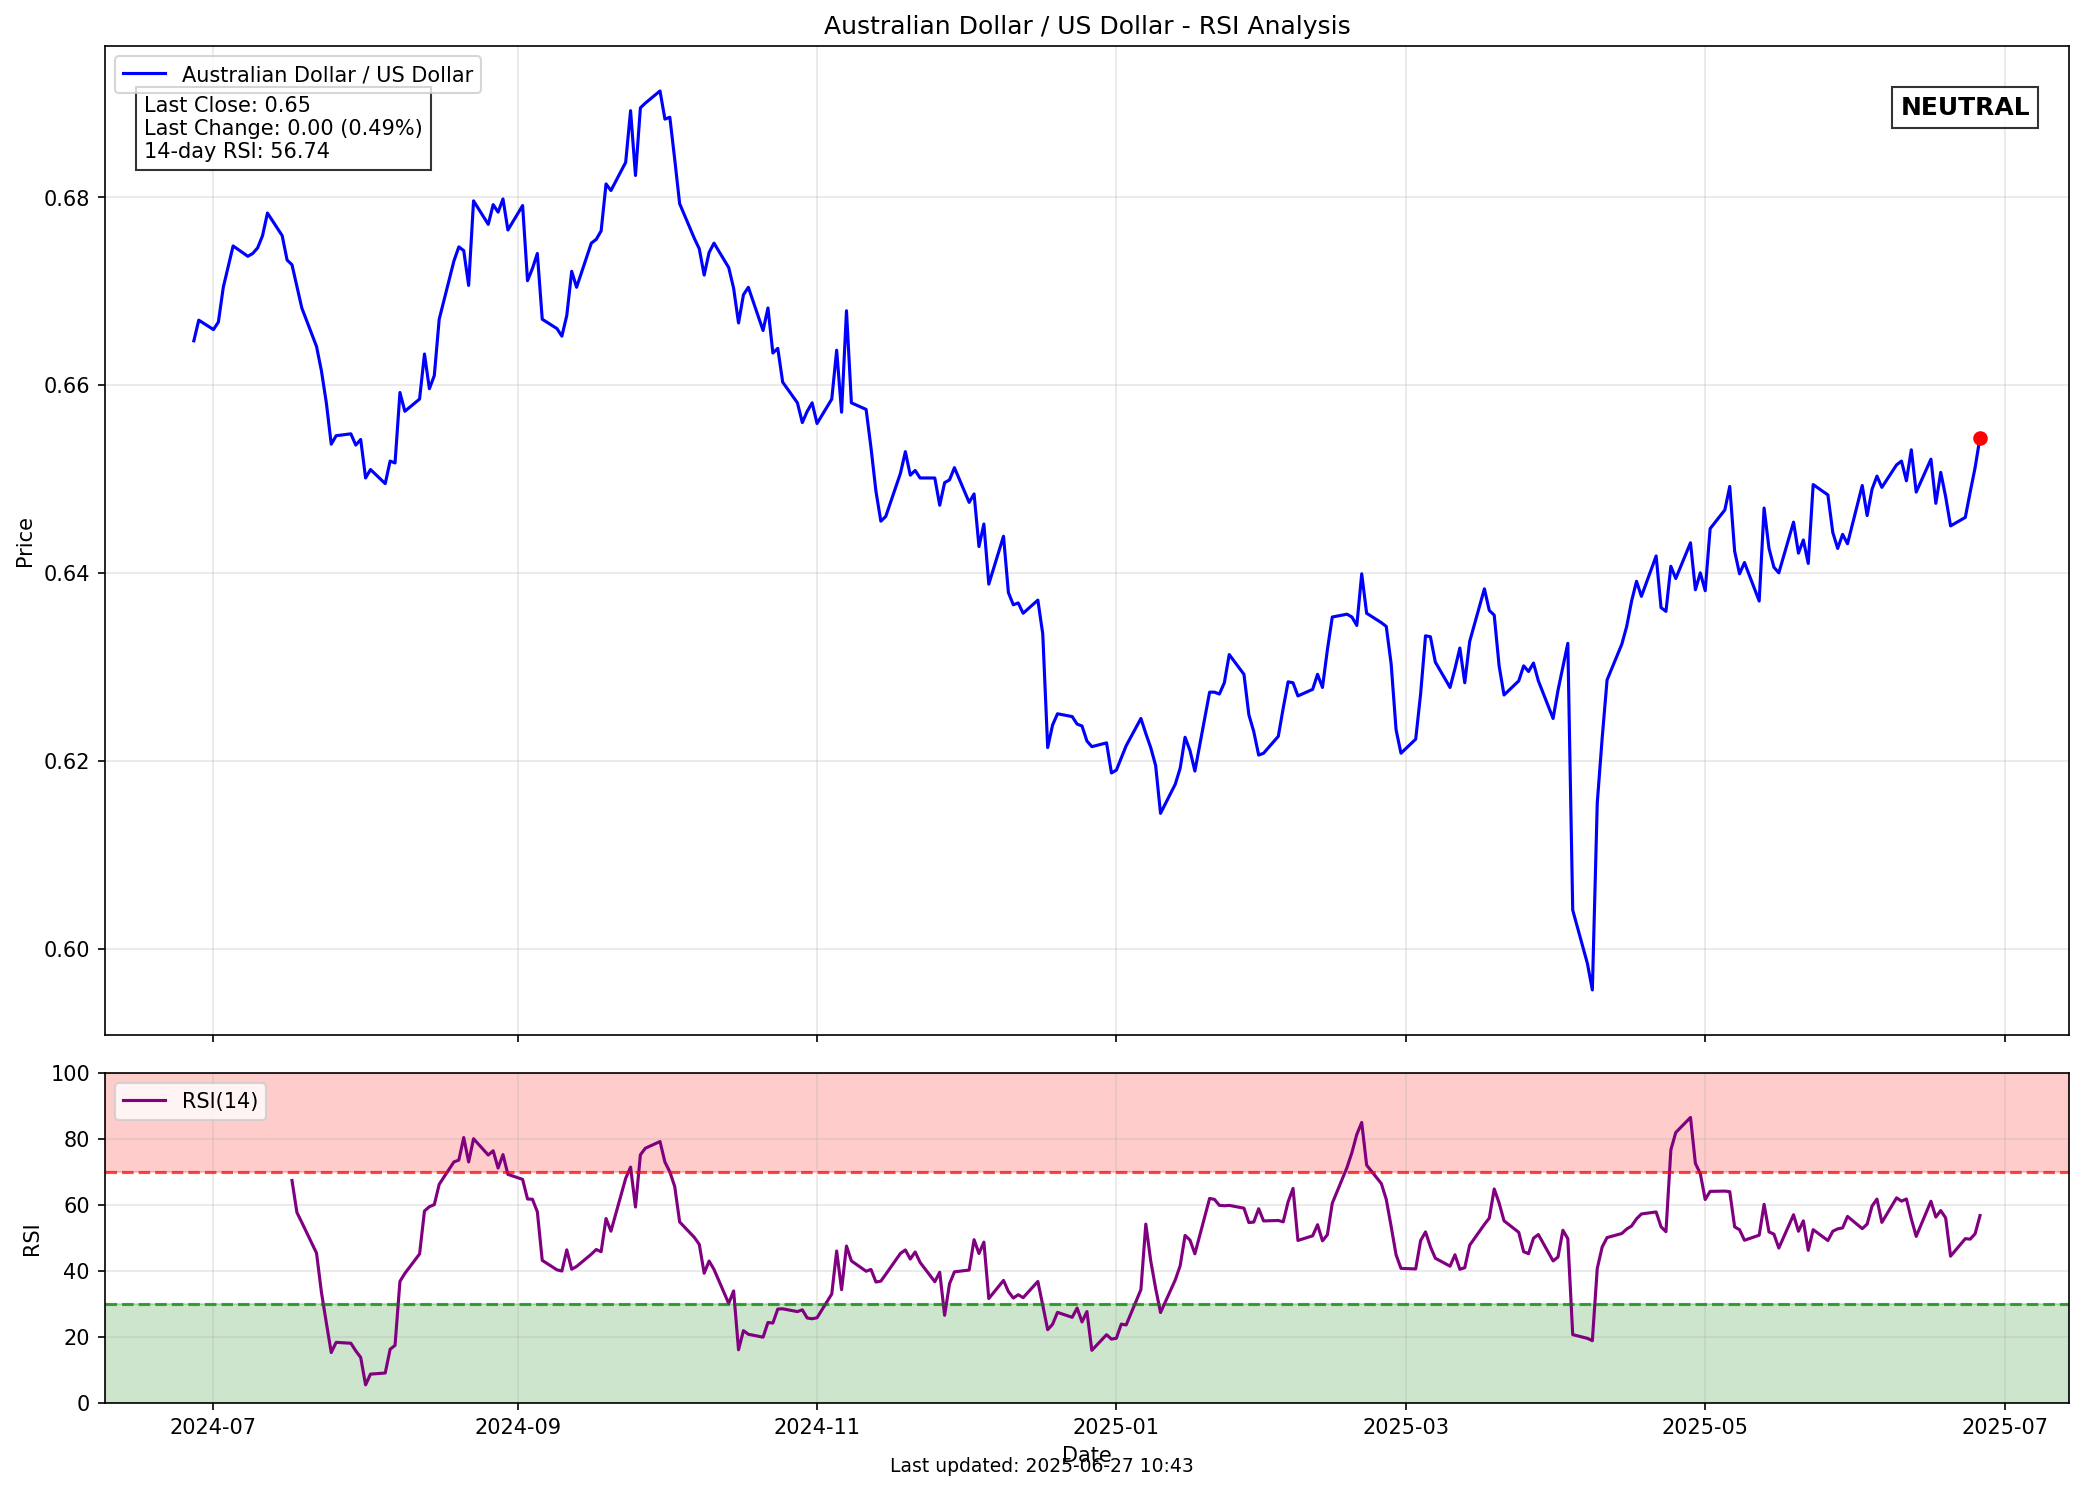 Australian Dollar / US Dollar - RSI Analysis
Australian Dollar / US Dollar
Last Close: 0.65
Last Change: 0.00 (0.49%)
14-day RSI: 56.74
NEUTRAL
Price
0.68
0.66
0.64
0.62
0.60
RSI(14)
RSI
100
80
60
40
20
0
2024-07
2024-09
2024-11
2025-01
2025-03
2025-05
2025-07
Date
Last updated: 2025-06-27 10:43